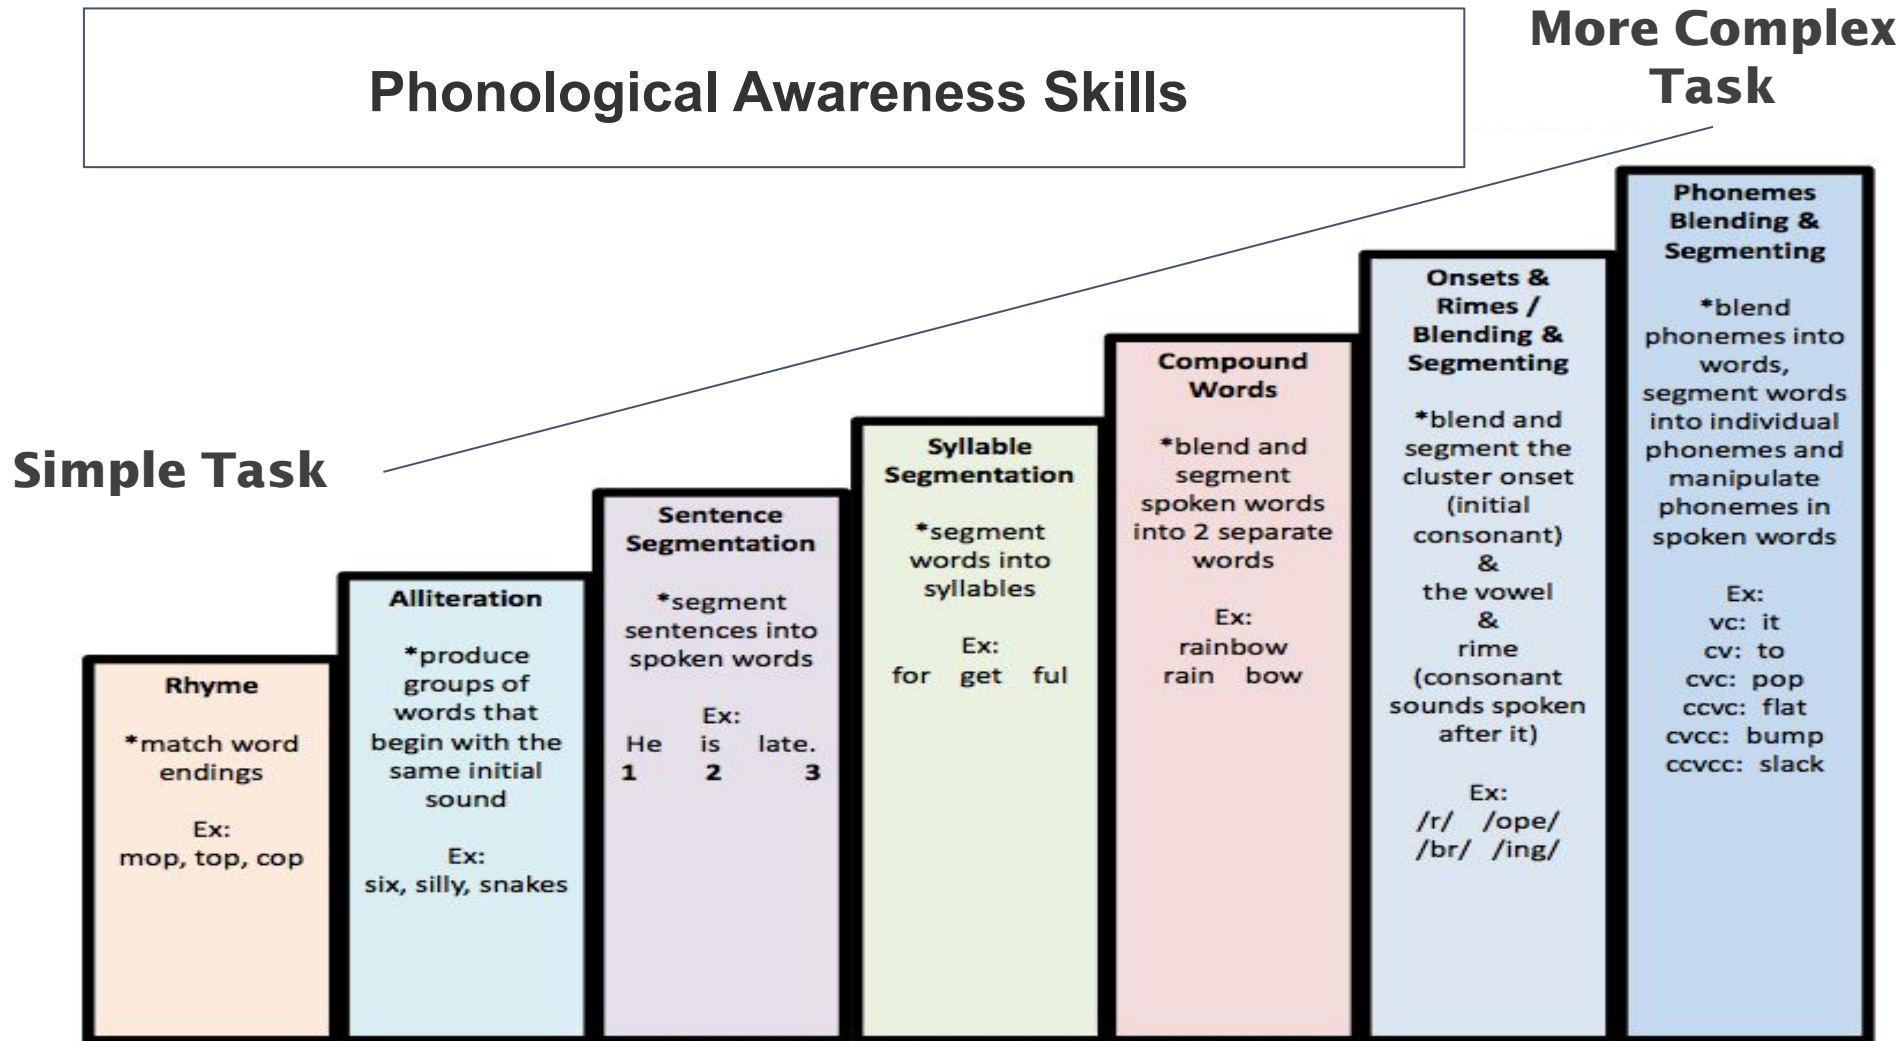 Phonological Awareness Skills
More Complex
Task
Simple Task
Rhyme
*match word
endings
Ex:
mop, top, cop
Alliteration
*produce
groups of
words that
begin with the
same initial
sound
Ex:
six, silly, snakes
Sentence
Segmentation
*segment
sentences into
spoken words
Ex:
He is late.
1 2 3
Syllable
Segmentation
*segment
words into
syllables
Ex:
for get ful
Compound
Words
*blend and
segment
spoken words
into 2 separate
words
Ex:
rainbow
rain bow
Onsets &
Rimes /
Blending &
Segmenting
*blend and
segment the
cluster onset
(initial
consonant)
&
the vowel
&
rime
(consonant
sounds spoken
after it)
Ex:
/r/ /ope/
/br/ /ing/
Phonemes
Blending &
Segmenting
*blend
phonemes into
words,
segment words
into individual
phonemes and
manipulate
phonemes in
spoken words
Ex:
vc: it
cv: to
cvc: pop
ccvc: flat
cvcc: bump
ccvcc: slack